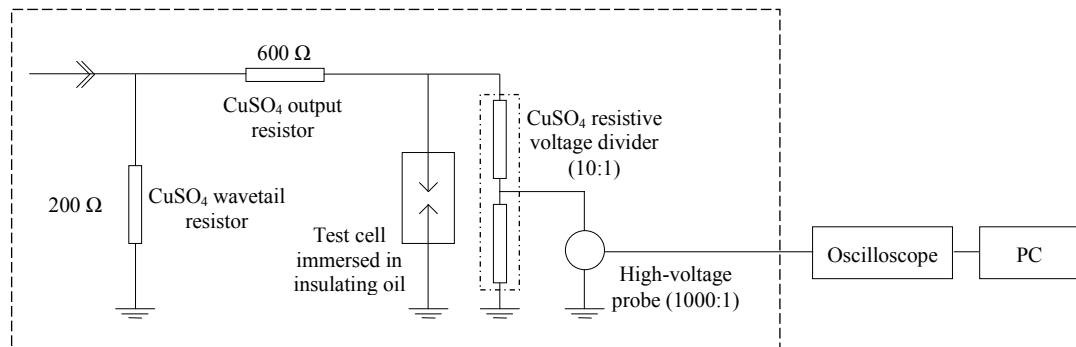 600 Ω
CuSO4 output
resistor
200 Ω
CuSO4 wavetail
resistor
Test cell
immersed in
insulating oil
CuSO4 resistive
voltage divider
(10:1)
High-voltage
probe (1000:1)
Oscilloscope
PC